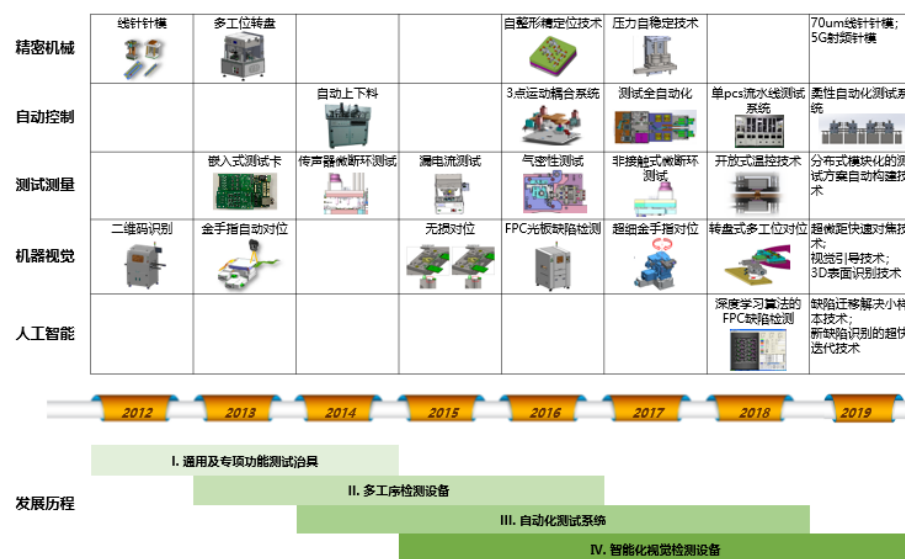 线针针模
多工位转盘
自整形精定位技术
压力自稳定技术
70um线针针模;
5G射频针模
精密机械
自动上下料
3点运动耦合系统
测试全自动化
单pcs流水线测试
系统
柔性自动化测试系
统
自动控制
嵌入式测试卡
传声器微断环测试
漏电流测试
气密性测试
非接触式微断环
测试
开放式温控技术
分布式模块化的测
试方案自动构建技
术
测试测量
二维码识别
金手指自动对位
无损对位
FPC光板缺陷检测
超细金手指对位
转盘式多工位对位
超微距快速对焦技
术;
视觉引导技术;
3D表面识别技术
机器视觉
深度学习算法的
FPC缺陷检测
缺陷迁移解决小样
本技术;
新缺陷识别的超快
迭代技术
人工智能
2012
2013
2014
2015
2016
2017
2018
2019
I. 通用及专项功能测试治具
II. 多工序检测设备
发展历程
III. 自动化测试系统
IV. 智能化视觉检测设备